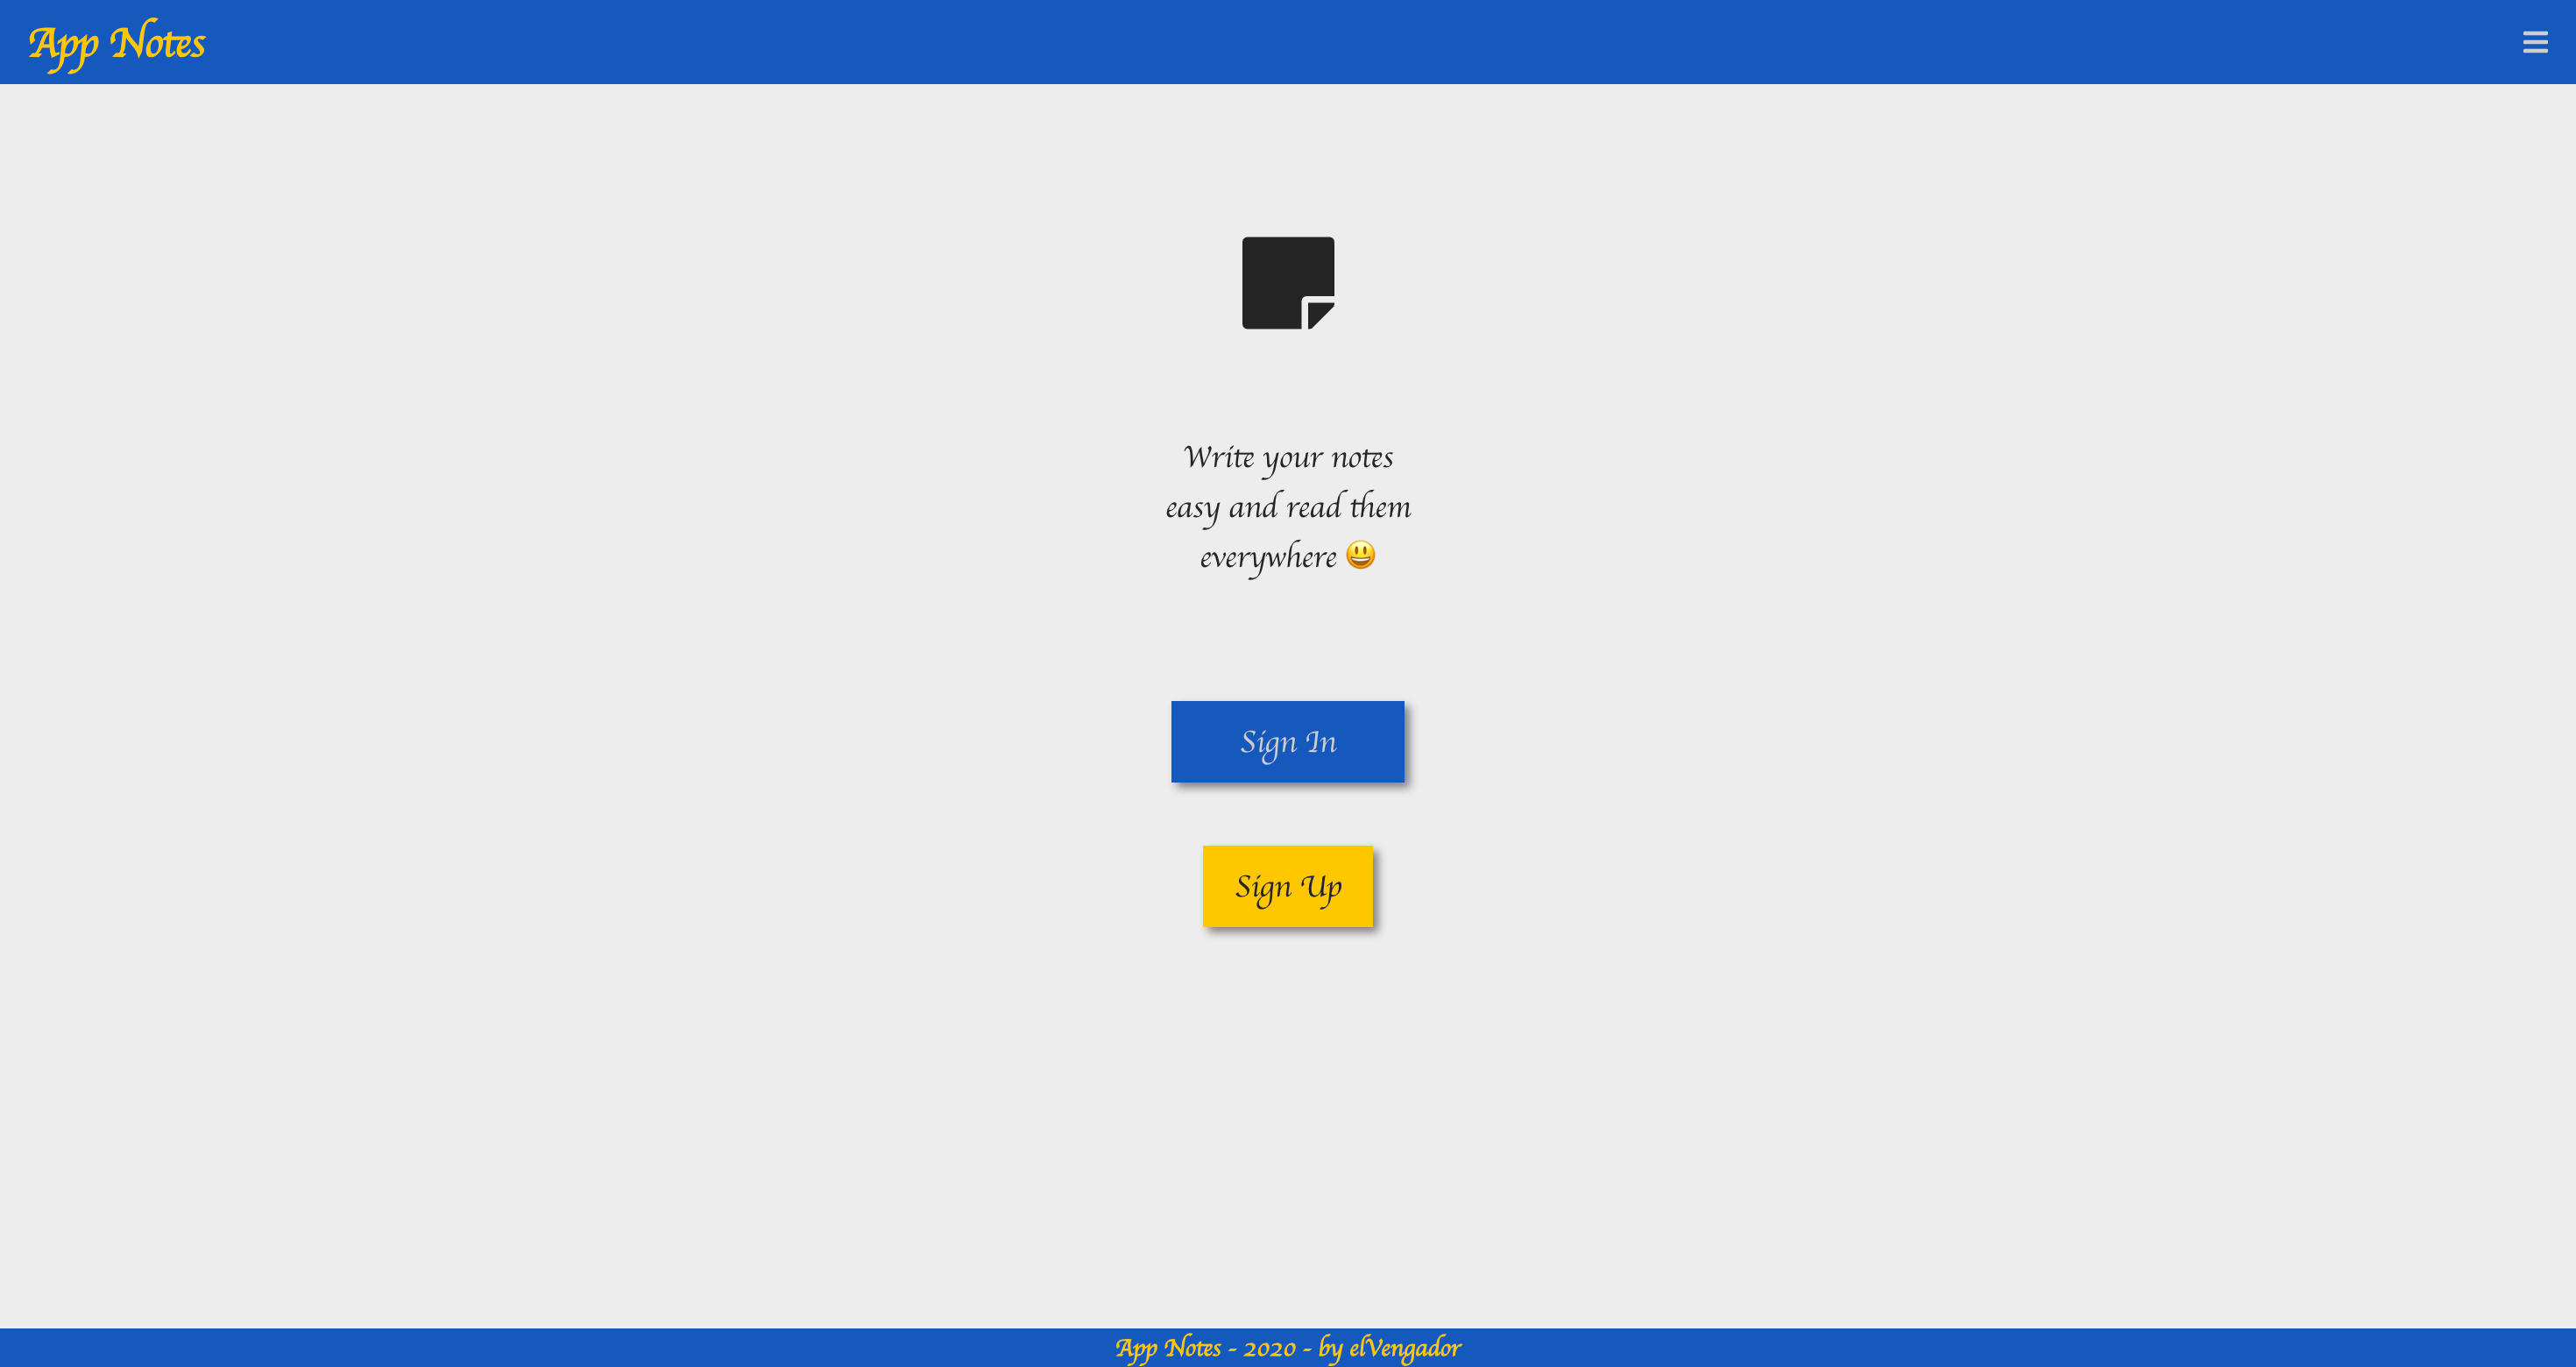 App Notes
Write your notes
easy and read them
everywhere 😃
Sign In
Sign Up
App Notes - 2020 - by elVengador